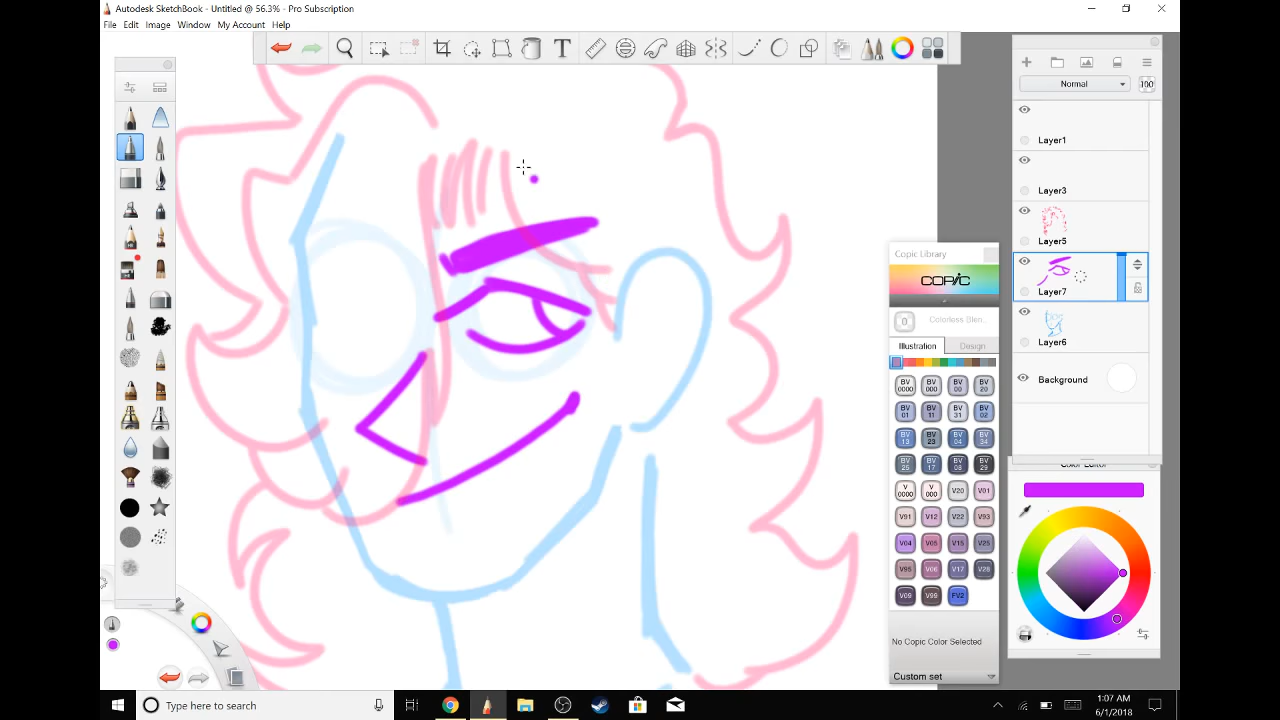 Autodesk SketchBook - Untitled @ 56.3% - Pro Subscription
File Edit Image Window My Account Help
Normal
100
Layer1
Layer3
Layer5
Layer7
Layer6
Background
Copic Library
COPIC
0 Colorless Blen...
Illustration Design
BV 0000 BV 000 BV 00 BV 20
BV 01 BV 11 BV 31 BV 02
BV 13 BV 23 BV 04 BV 34
BV 25 BV 17 BV 08 BV 29
V 0000 V 000 V20 V01
V91 V12 V22 V93
V04 V05 V15 V25
V95 V06 V17 V28
V09 V99 FV2
No Copic Color Selected
Custom set
Color Editor
Type here to search
1:07 AM
6/1/2018